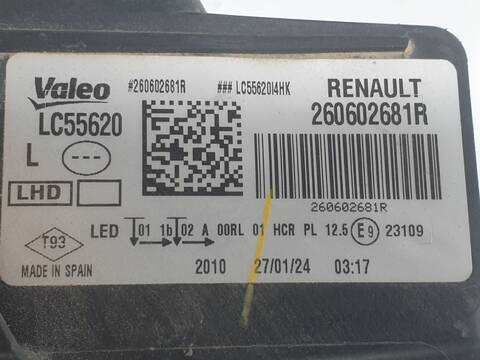 Valeo #260602681R ### LC55620I4HK RENAULT
LC55620 260602681R
L ---
LHD
260602681R
LED 01 1b 02 A 00RL 01 HCR PL 12.5 E9 23109
T93
MADE IN SPAIN 2010 27/01/24 03:17